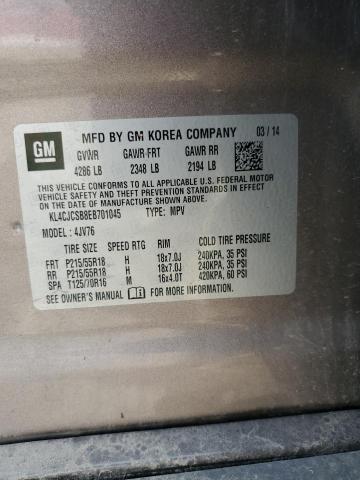 GM
MFD BY GM KOREA COMPANY 03 / 14
GVWR GAWR-FRT GAWR RR
4286 LB 2348 LB 2194 LB
THIS VEHICLE CONFORMS TO ALL APPLICABLE U.S. FEDERAL MOTOR
VEHICLE SAFETY AND THEFT PREVENTION STANDARDS IN EFFECT ON THE
DATE OF MANUFACTURE SHOWN ABOVE.
KL4CJCSB8EB701045 TYPE: MPV
MODEL : 4JV76
TIRE SIZE SPEED RTG RIM COLD TIRE PRESSURE
FRT P215/55R18 H 18x7.0J 240KPA, 35 PSI
RR P215/55R18 H 18x7.0J 240KPA, 35 PSI
SPA T125/70R16 M 16x4.0T 420KPA, 60 PSI
SEE OWNER'S MANUAL FOR MORE INFORMATION.